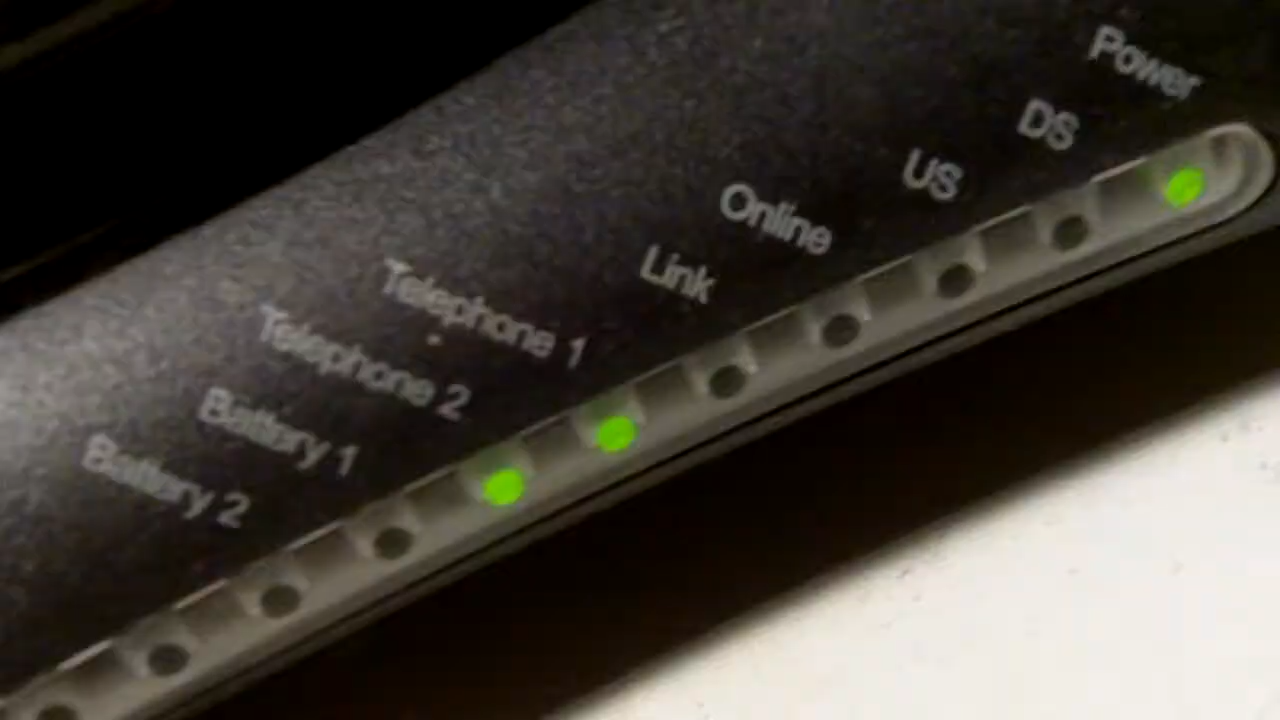 Power
DS
US
Online
Link
Telephone 1
Telephone 2
Battery 1
Battery 2